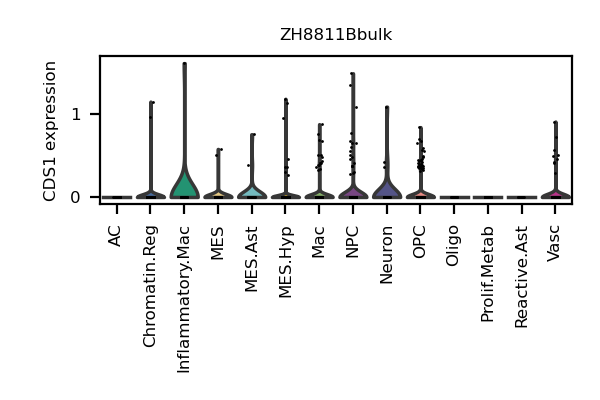 ZH8811Bbulk
CDS1 expression
1
0
AC
Chromatin.Reg
Inflammatory.Mac
MES
MES.Ast
MES.Hyp
Mac
NPC
Neuron
OPC
Oligo
Prolif.Metab
Reactive.Ast
Vasc